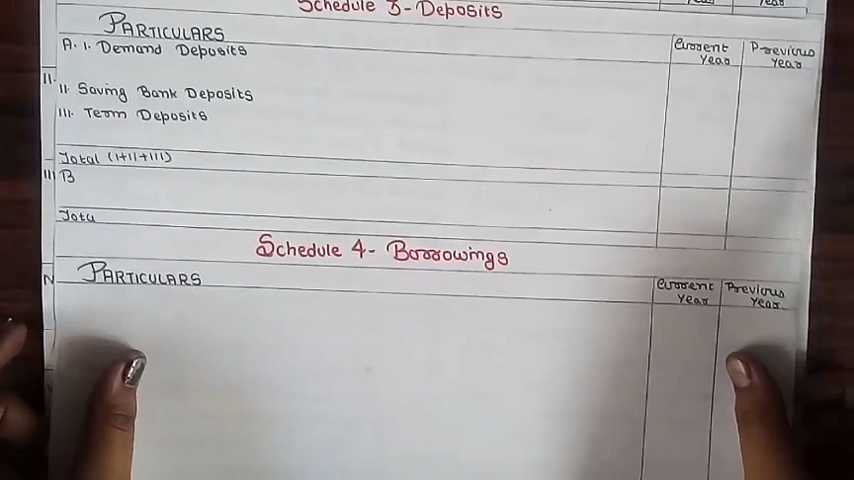 Schedule 3 - Deposits
PARTICULARS
Current Year
Previous Year
A. I. Demand Deposits
II. Saving Bank Deposits
III. Term Deposits
Total (I+II+III)
B
Tota
Schedule 4 - Borrowings
PARTICULARS
Current Year
Previous Year